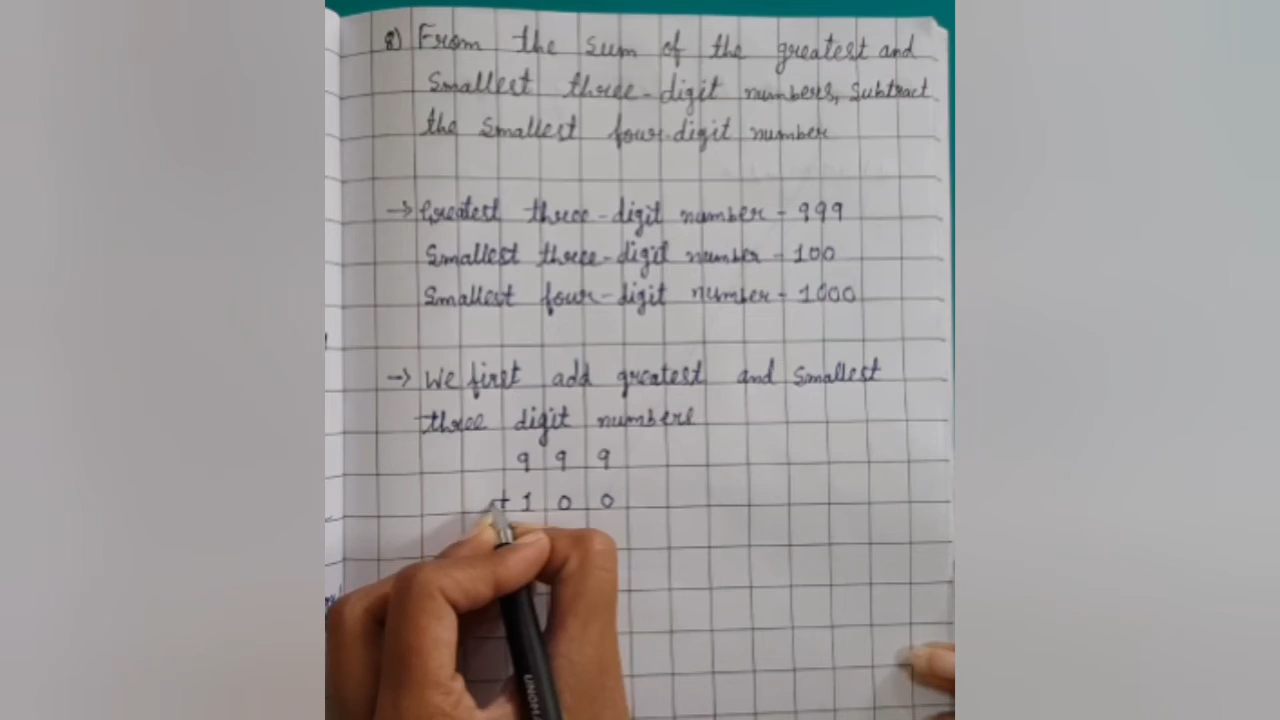 8) From the sum of the greatest and
Smallest three-digit numbers, subtract
the smallest four-digit number
→ Greatest three-digit number - 999
Smallest three-digit number - 100
Smallest four-digit number - 1000
→ We first add greatest and smallest
three digit numbers
9 9 9
+ 1 0 0